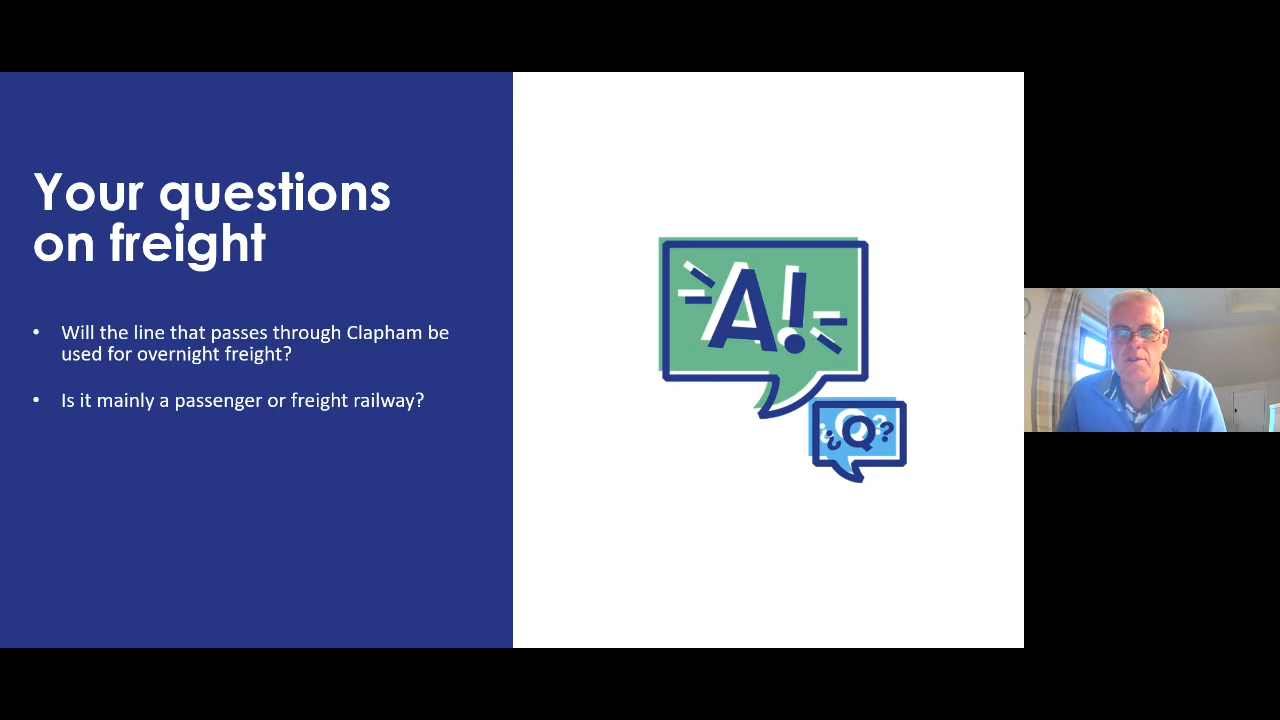 Your questions
on freight
• Will the line that passes through Clapham be
used for overnight freight?
• Is it mainly a passenger or freight railway?
A!
¿Q?